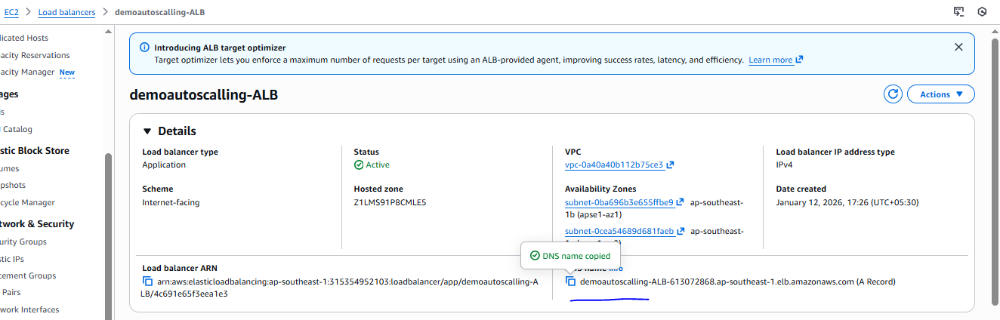 EC2 > Load balancers > demoautoscalling-ALB
licated Hosts
acity Reservations
acity Manager New
ages
ls
l Catalog
stic Block Store
umes
pshots
cycle Manager
twork & Security
urity Groups
stic IPs
cement Groups
Pairs
work Interfaces
Introducing ALB target optimizer
Target optimizer lets you enforce a maximum number of requests per target using an ALB-provided agent, improving success rates, latency, and efficiency. Learn more
demoautoscalling-ALB
Actions
Details
Load balancer type
Application
Status
Active
VPC
vpc-0a40a40b112b75ce3
Load balancer IP address type
IPv4
Scheme
Internet-facing
Hosted zone
Z1LMS91P8CMLE5
Availability Zones
subnet-0ba696b3e655ffbe9 ap-southeast-
1b (apse1-az1)
subnet-0cea54689d681faeb ap-southeast-
Date created
January 12, 2026, 17:26 (UTC+05:30)
DNS name copied
Load balancer ARN
arn:aws:elasticloadbalancing:ap-southeast-1:315354952103:loadbalancer/app/demoautoscalling-A
LB/4c691e65f3eea1e3
name Info
demoautoscalling-ALB-613072868.ap-southeast-1.elb.amazonaws.com (A Record)